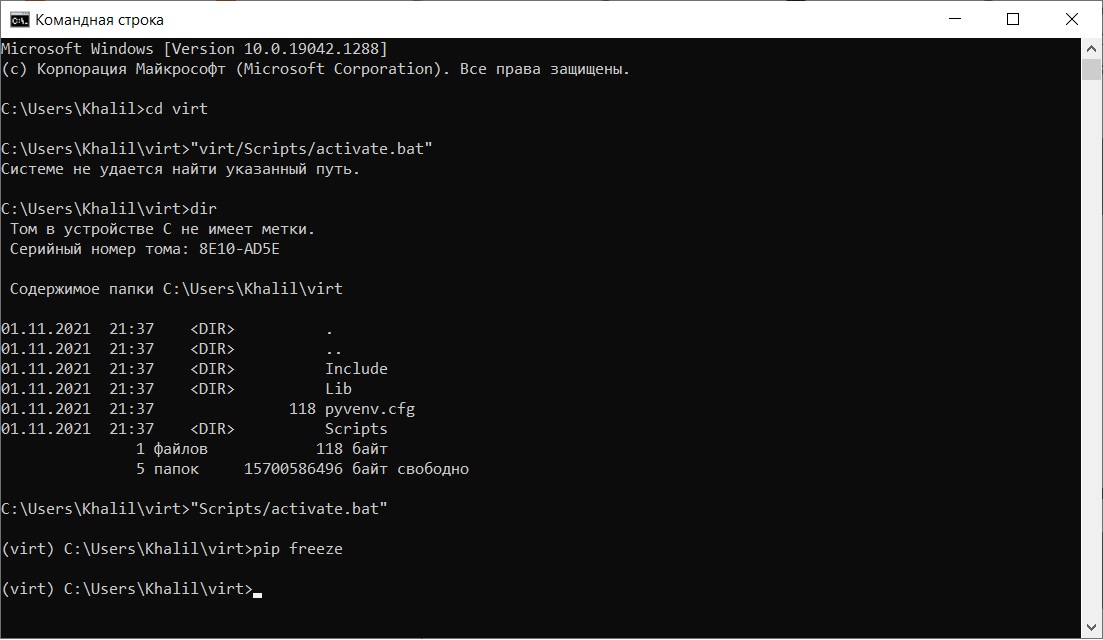 Командная строка
Microsoft Windows [Version 10.0.19042.1288]
(c) Корпорация Майкрософт (Microsoft Corporation). Все права защищены.
C:\Users\Khalil>cd virt
C:\Users\Khalil\virt>"virt/Scripts/activate.bat"
Системе не удается найти указанный путь.
C:\Users\Khalil\virt>dir
Том в устройстве C не имеет метки.
Серийный номер тома: 8E10-AD5E
Содержимое папки C:\Users\Khalil\virt
01.11.2021  21:37    <DIR>          .
01.11.2021  21:37    <DIR>          ..
01.11.2021  21:37    <DIR>          Include
01.11.2021  21:37    <DIR>          Lib
01.11.2021  21:37               118 pyvenv.cfg
01.11.2021  21:37    <DIR>          Scripts
1 файлов            118 байт
5 папок     15700586496 байт свободно
C:\Users\Khalil\virt>"Scripts/activate.bat"
(virt) C:\Users\Khalil\virt>pip freeze
(virt) C:\Users\Khalil\virt>